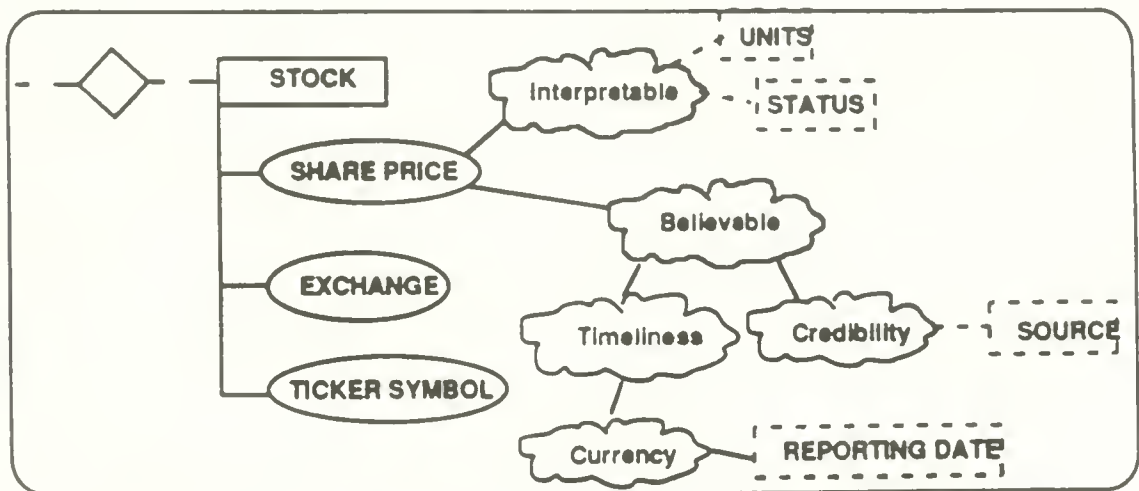 UNITS
STOCK
Interpretable
STATUS
SHARE PRICE
Believable
EXCHANGE
Timeliness
Credibility
SOURCE
TICKER SYMBOL
Currency
REPORTING DATE